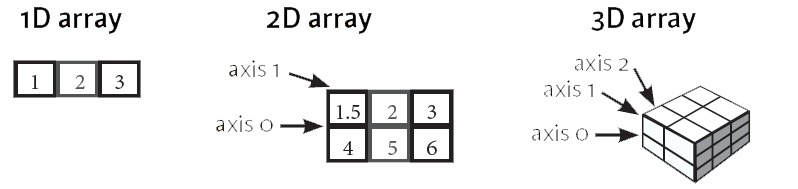 1D array
2D array
3D array
1 2 3
axis 1
axis 0
1.5 2 3
4 5 6
axis 2
axis 1
axis 0